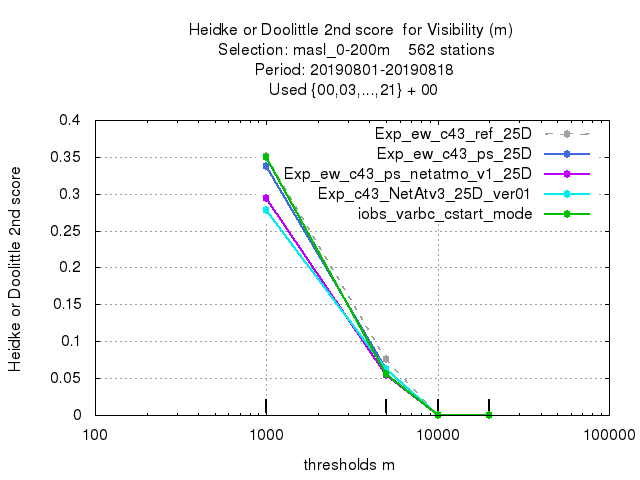 Heidke or Doolittle 2nd score  for Visibility (m)
Selection: masl_0-200m    562 stations
Period: 20190801-20190818
Used {00,03,...,21} + 00
Exp_ew_c43_ref_25D
Exp_ew_c43_ps_25D
Exp_ew_c43_ps_netatmo_v1_25D
Exp_c43_NetAtv3_25D_ver01
iobs_varbc_cstart_mode
Heidke or Doolittle 2nd score
0.4
0.35
0.3
0.25
0.2
0.15
0.1
0.05
0
100 1000 10000 100000
thresholds m